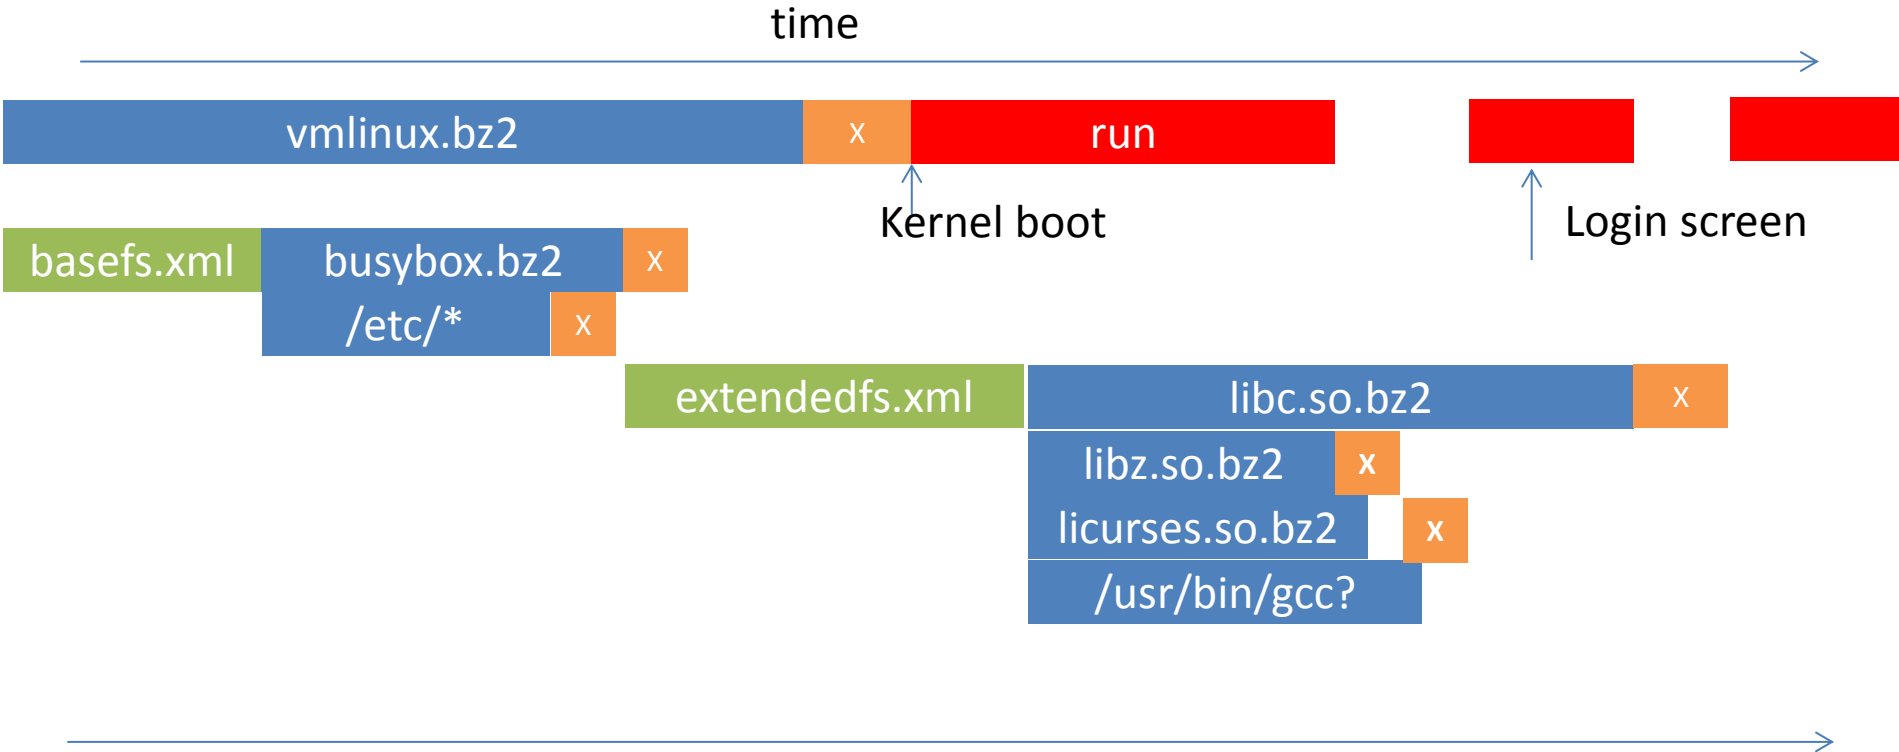 time
vmlinux.bz2 x run
Kernel boot
Login screen
basefs.xml busybox.bz2 x
/etc/* x
extendedfs.xml libc.so.bz2 x
libz.so.bz2 x
licurses.so.bz2 x
/usr/bin/gcc?